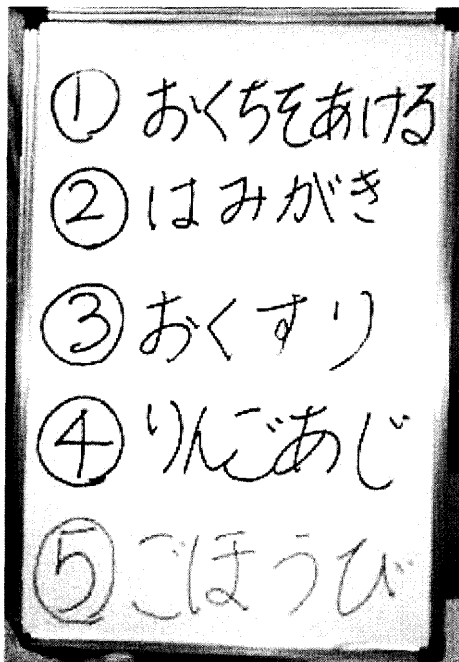 ① おくちをあける
② はみがき
③ おくすり
④ りんごあじ
⑤ ごほうび